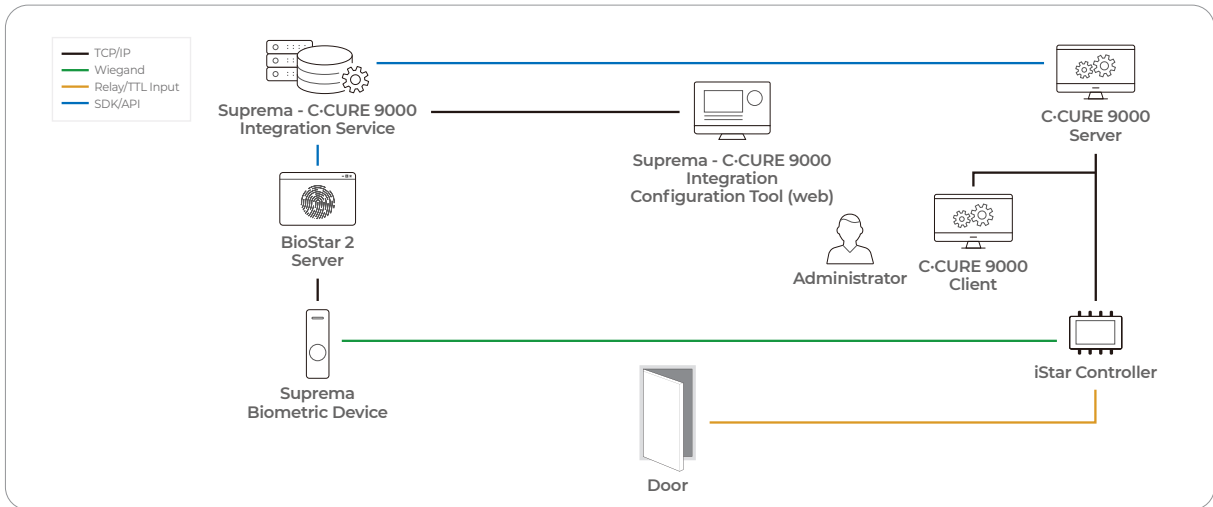 TCP/IP
Wiegand
Relay/TTL Input
SDK/API
Suprema - C•CURE 9000
Integration Service
C•CURE 9000
Server
Suprema - C•CURE 9000
Integration
Configuration Tool (web)
BioStar 2
Server
Administrator
C•CURE 9000
Client
Suprema
Biometric Device
iStar Controller
Door